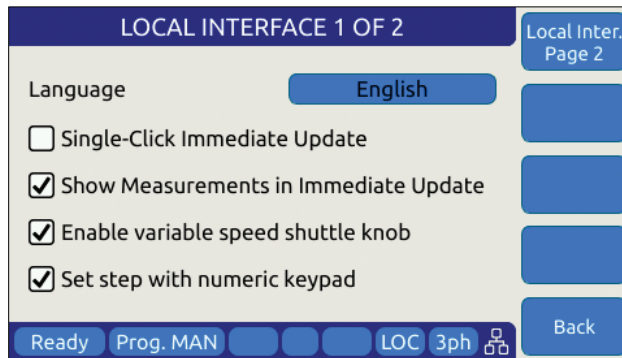 LOCAL INTERFACE 1 OF 2
Local Inter.
Page 2
Language
English
Single-Click Immediate Update
Show Measurements in Immediate Update
Enable variable speed shuttle knob
Set step with numeric keypad
Back
Ready
Prog. MAN
LOC
3ph